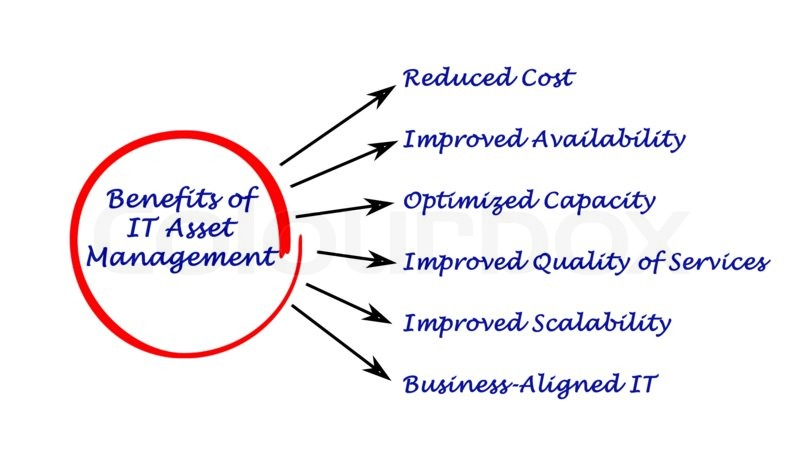 Reduced Cost
Improved Availability
Benefits of
IT Asset
Management
Optimized Capacity
Improved Quality of Services
Improved Scalability
Business-Aligned IT
colourbox